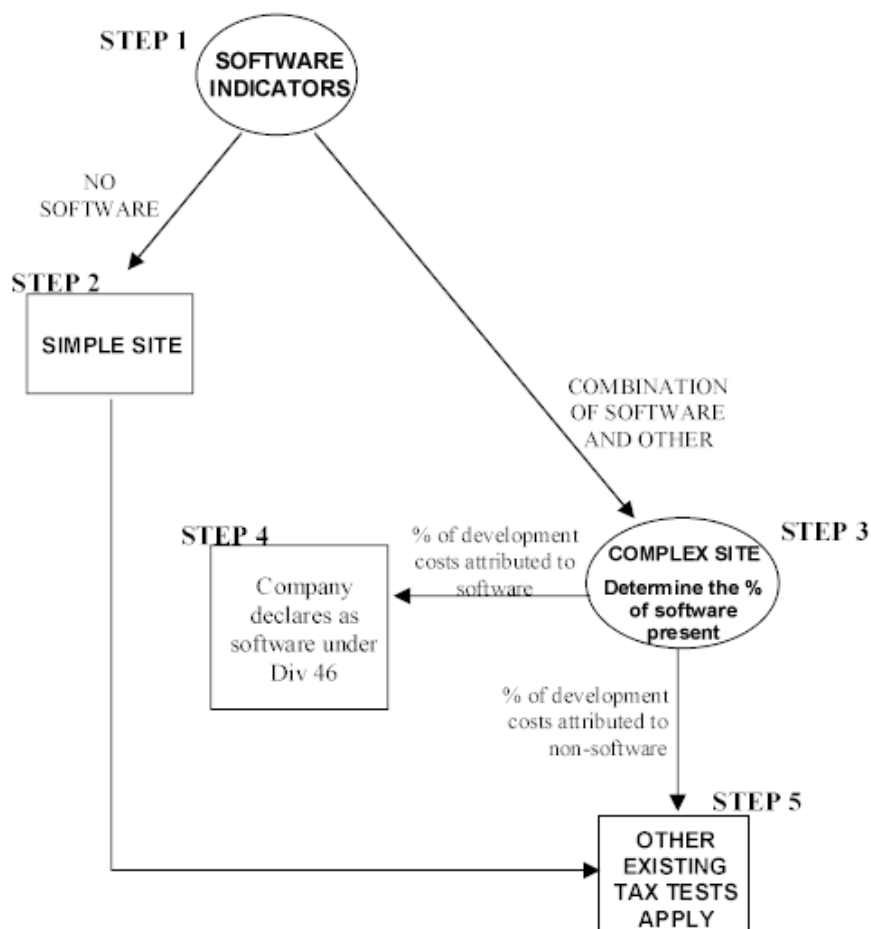 STEP 1
SOFTWARE
INDICATORS
NO
SOFTWARE
STEP 2
SIMPLE SITE
COMBINATION
OF SOFTWARE
AND OTHER
STEP 3
COMPLEX SITE
Determine the %
of software
present
% of development
costs attributed to
software
STEP 4
Company
declares as
software under
Div 46
% of development
costs attributed to
non-software
STEP 5
OTHER
EXISTING
TAX TESTS
APPLY